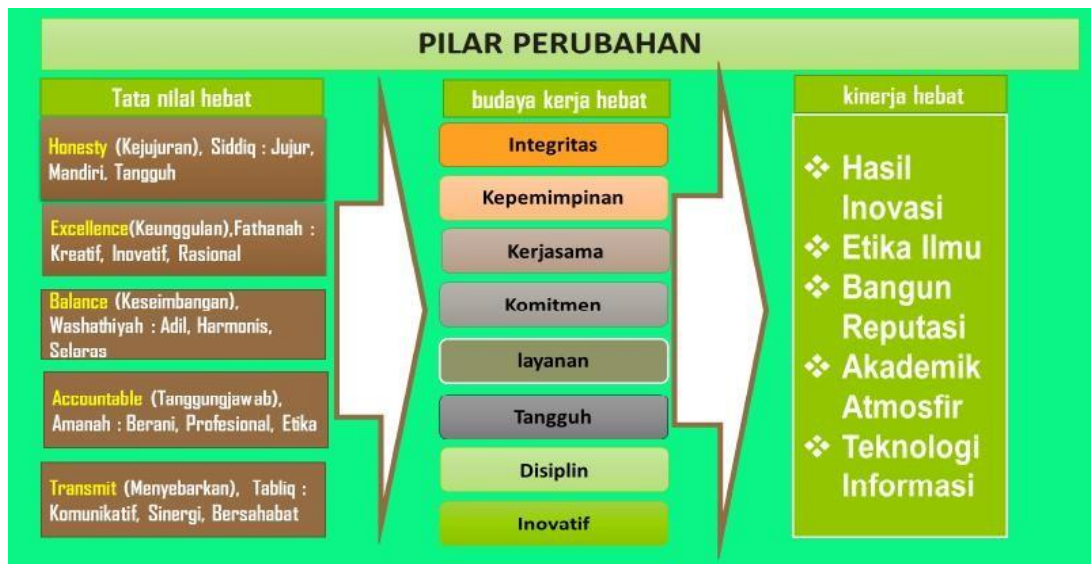 PILAR PERUBAHAN
Tata nilai hebat
Honesty (Kejujuran), Siddiq : Jujur,
Mandiri. Tangguh
Excellence(Keunggulan),Fathanah :
Kreatif, Inovatif, Rasional
Balance (Keseimbangan),
Washathiyah : Adil, Harmonis,
Selaras
Accountable (Tanggungjawab),
Amanah : Berani, Profesional, Etika
Transmit (Menyebarkan), Tabliq :
Komunikatif, Sinergi, Bersahabat
budaya kerja hebat
Integritas
Kepemimpinan
Kerjasama
Komitmen
layanan
Tangguh
Disiplin
Inovatif
kinerja hebat
❖ Hasil
Inovasi
❖ Etika Ilmu
❖ Bangun
Reputasi
❖ Akademik
Atmosfir
❖ Teknologi
Informasi